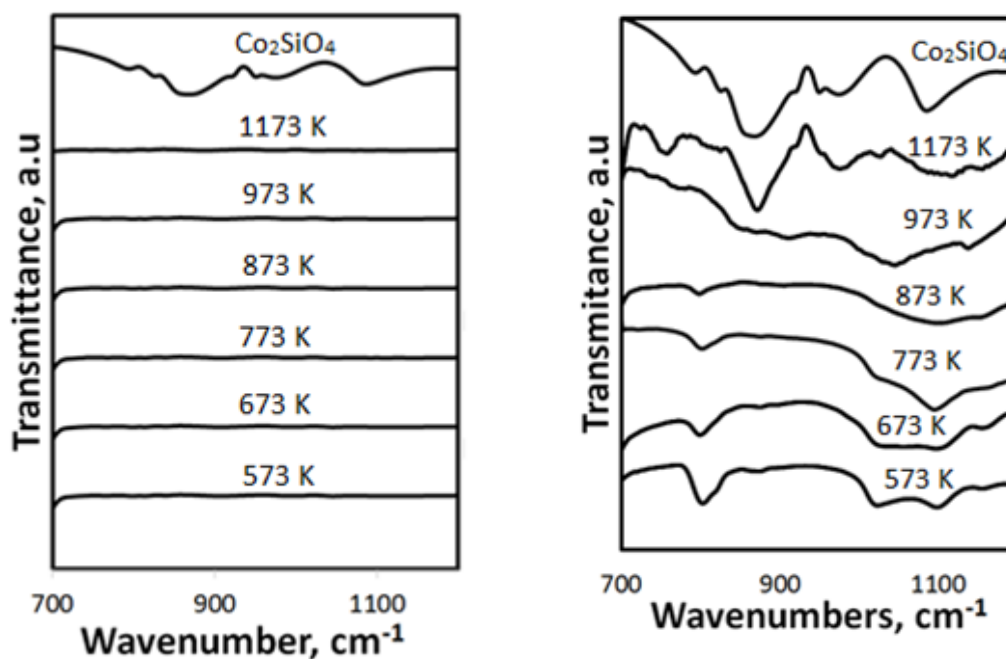 Co₂SiO₄
1173 K
973 K
873 K
773 K
673 K
573 K
Transmittance, a.u
700
900
1100
Wavenumber, cm⁻¹
Co₂SiO₄
1173 K
973 K
873 K
773 K
673 K
573 K
Transmittance, a.u
700
900
1100
Wavenumbers, cm⁻¹